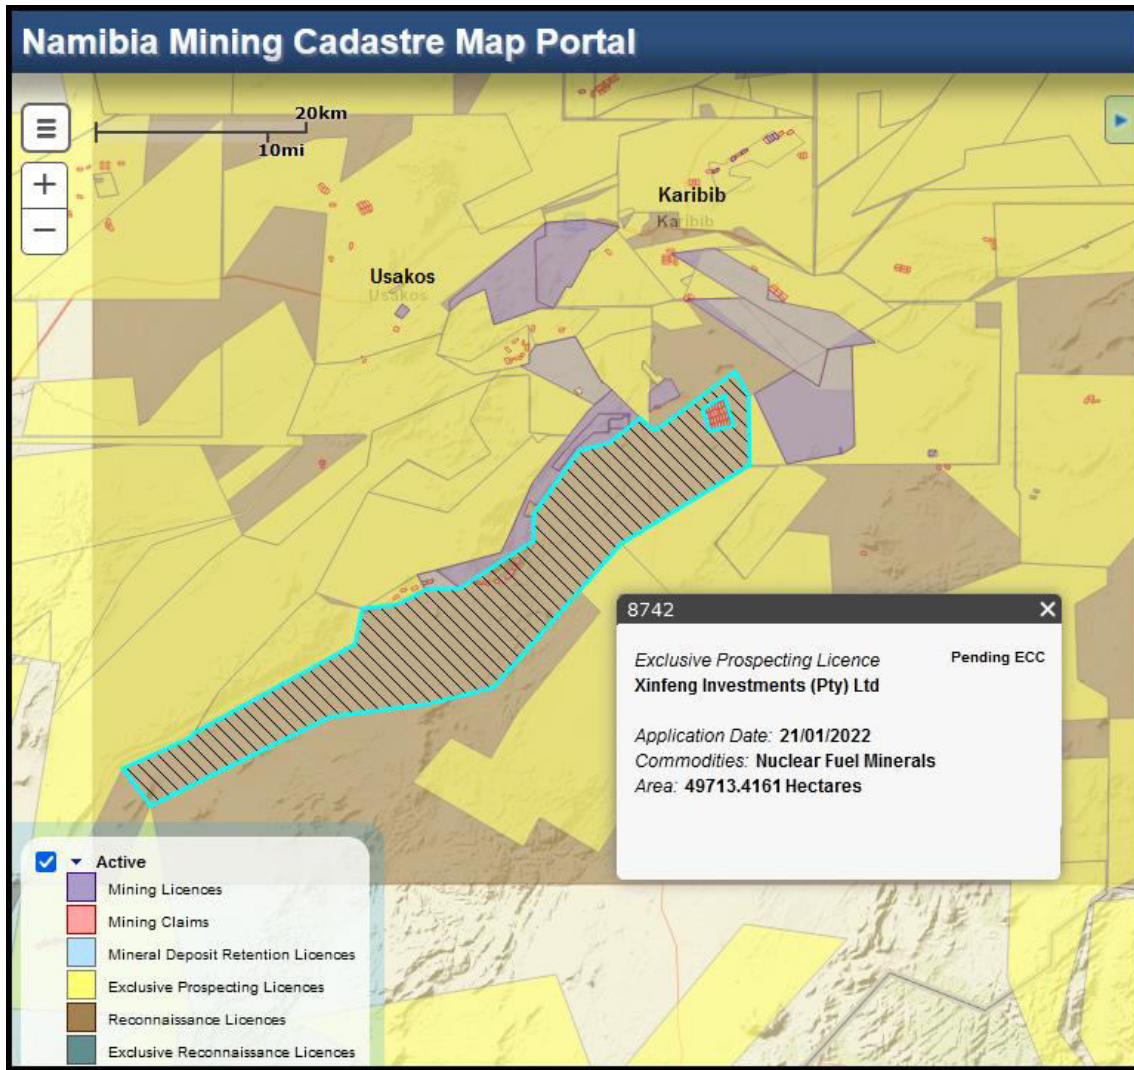 Namibia Mining Cadastre Map Portal
20km
10mi
+
−
Karibib
Karibib
Usakos
Usakos
8742
Exclusive Prospecting Licence
Pending ECC
Xinfeng Investments (Pty) Ltd
Application Date: 21/01/2022
Commodities: Nuclear Fuel Minerals
Area: 49713.4161 Hectares
Active
Mining Licences
Mining Claims
Mineral Deposit Retention Licences
Exclusive Prospecting Licences
Reconnaissance Licences
Exclusive Reconnaissance Licences